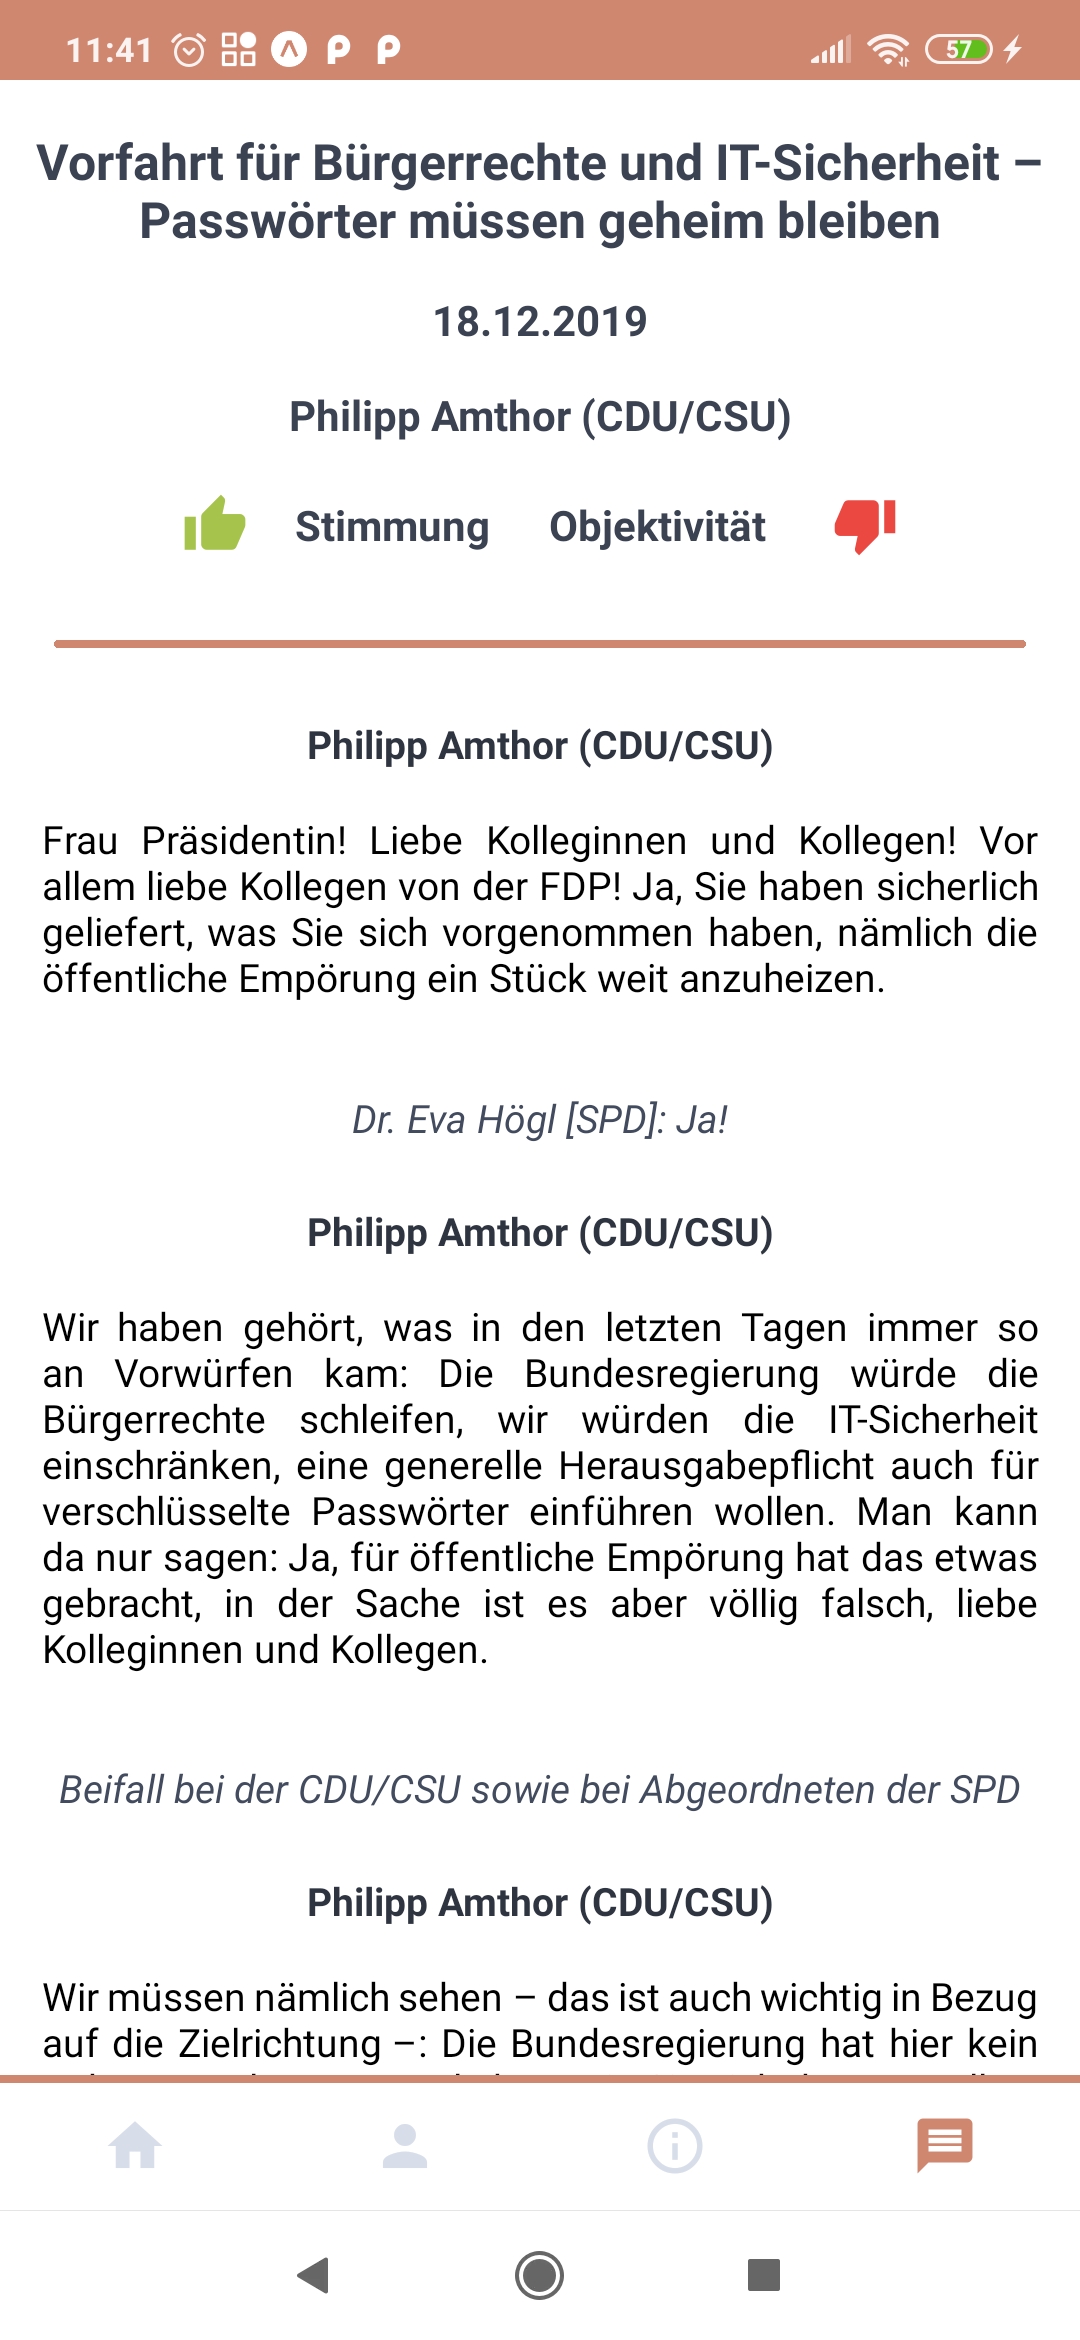 11:41
57
Vorfahrt für Bürgerrechte und IT-Sicherheit –
Passwörter müssen geheim bleiben
18.12.2019
Philipp Amthor (CDU/CSU)
Stimmung Objektivität
Philipp Amthor (CDU/CSU)
Frau Präsidentin! Liebe Kolleginnen und Kollegen! Vor
allem liebe Kollegen von der FDP! Ja, Sie haben sicherlich
geliefert, was Sie sich vorgenommen haben, nämlich die
öffentliche Empörung ein Stück weit anzuheizen.
Dr. Eva Högl [SPD]: Ja!
Philipp Amthor (CDU/CSU)
Wir haben gehört, was in den letzten Tagen immer so
an Vorwürfen kam: Die Bundesregierung würde die
Bürgerrechte schleifen, wir würden die IT-Sicherheit
einschränken, eine generelle Herausgabepflicht auch für
verschlüsselte Passwörter einführen wollen. Man kann
da nur sagen: Ja, für öffentliche Empörung hat das etwas
gebracht, in der Sache ist es aber völlig falsch, liebe
Kolleginnen und Kollegen.
Beifall bei der CDU/CSU sowie bei Abgeordneten der SPD
Philipp Amthor (CDU/CSU)
Wir müssen nämlich sehen – das ist auch wichtig in Bezug
auf die Zielrichtung –: Die Bundesregierung hat hier kein